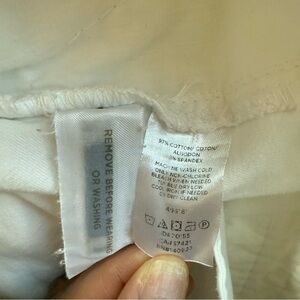 REMOVE BEFORE WEARING
OR WASHING
97% COTTON/ COTON/
ALGODON
3% SPANDEX
MACHINE WASH COLD
ONLY NON-CHLORINE
BLEACH WHEN NEEDED
TUMBLE DRY LOW
COOL IRON IF NEEDED
OR DRY CLEAN